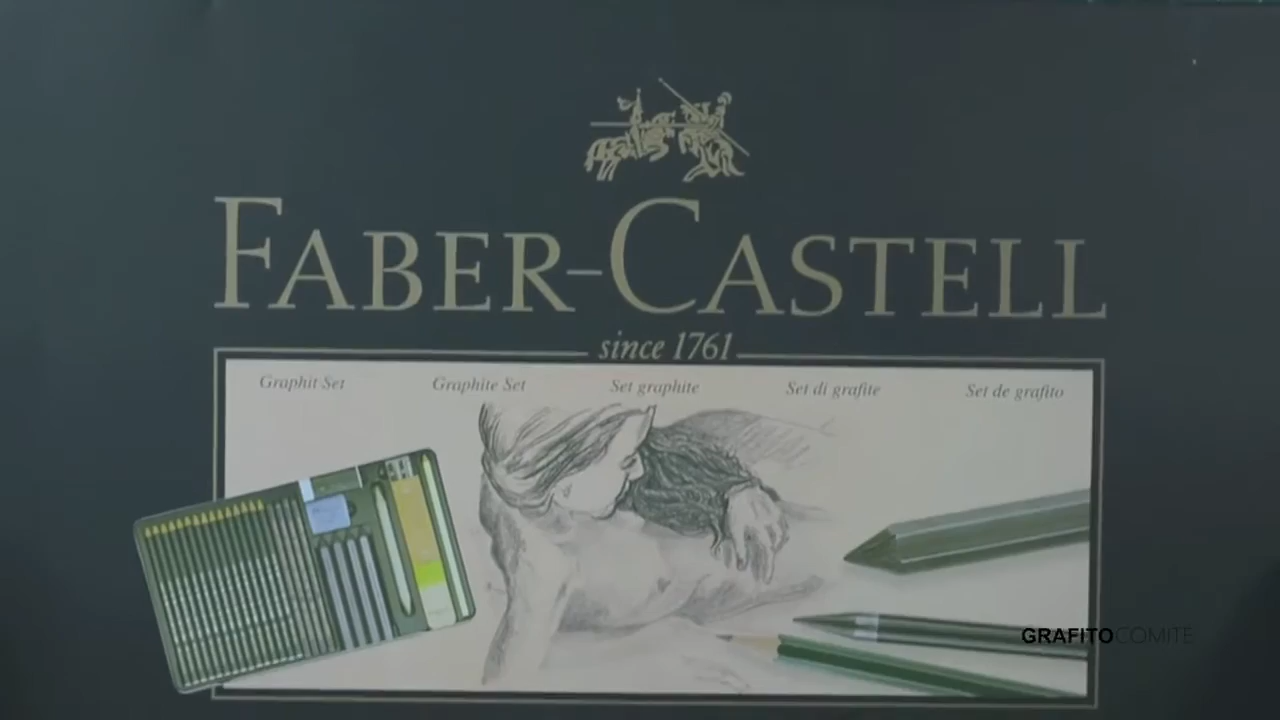 FABER-CASTELL
since 1761
Graphit Set Graphite Set Set graphite Set di grafite Set de grafito
GRAFITOCOMITE